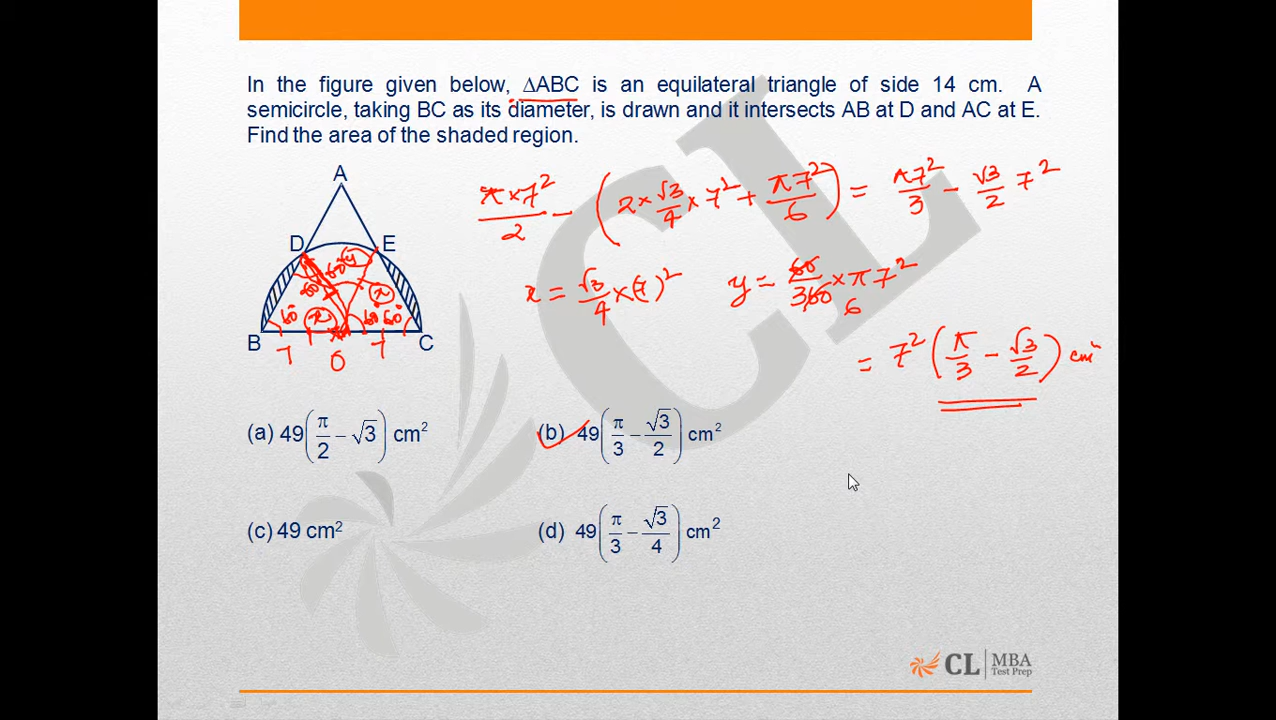 In the figure given below, ΔABC is an equilateral triangle of side 14 cm. A
semicircle, taking BC as its diameter, is drawn and it intersects AB at D and AC at E.
Find the area of the shaded region.
A
D E
60° y
60° x
60° x 60° 60°
B C
7 O 7
π×7²/2 − (2×√3/4×7² + π7²/6) = π7²/3 − √3/2 7²
x = √3/4 ×(7)² y = 60/360 × π7²
6
= 7²(π/3 − √3/2) cm²
(a) 49(π/2 − √3) cm² (b) 49(π/3 − √3/2) cm²
(c) 49 cm² (d) 49(π/3 − √3/4) cm²
CL MBA
Test Prep